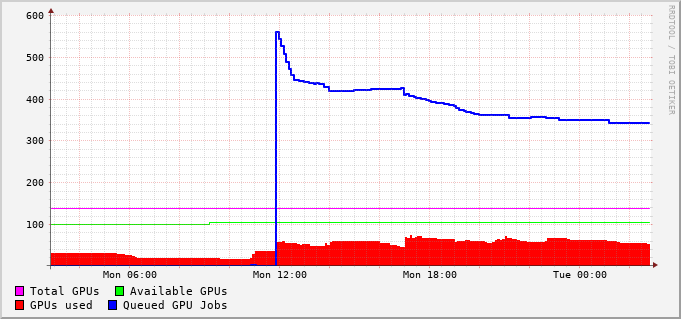 600
500
400
300
200
100
Mon 06:00 Mon 12:00 Mon 18:00 Tue 00:00
Total GPUs Available GPUs
GPUs used Queued GPU Jobs
RRDTOOL / TOBI OETIKER